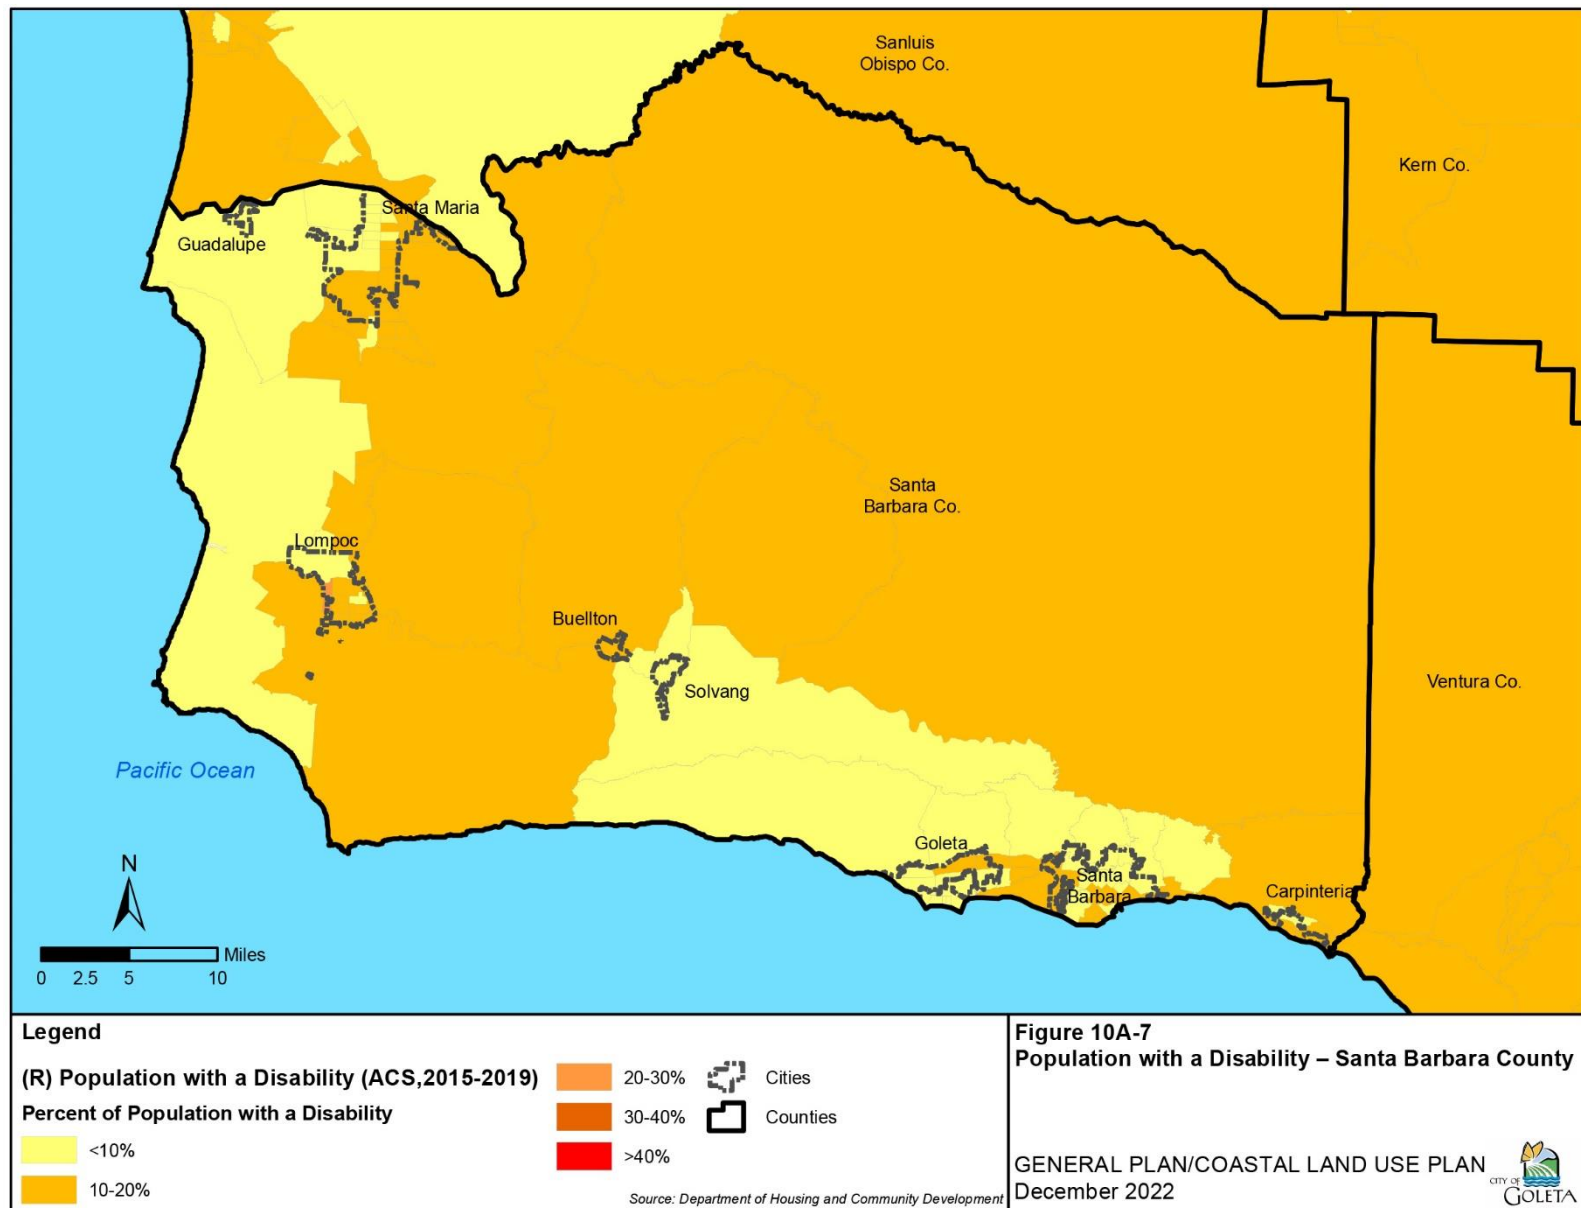 Sanluis
Obispo Co.
Kern Co.
Santa Maria
Guadalupe
Santa
Barbara Co.
Lompoc
Buellton
Solvang
Ventura Co.
Pacific Ocean
Goleta
Santa
Barbara
Carpinteria
N
Miles
0 2.5 5 10
Legend
(R) Population with a Disability (ACS,2015-2019)
Percent of Population with a Disability
<10%
10-20%
20-30%
30-40%
>40%
Cities
Counties
Source: Department of Housing and Community Development
Figure 10A-7
Population with a Disability – Santa Barbara County
GENERAL PLAN/COASTAL LAND USE PLAN
December 2022
CITY OF
GOLETA